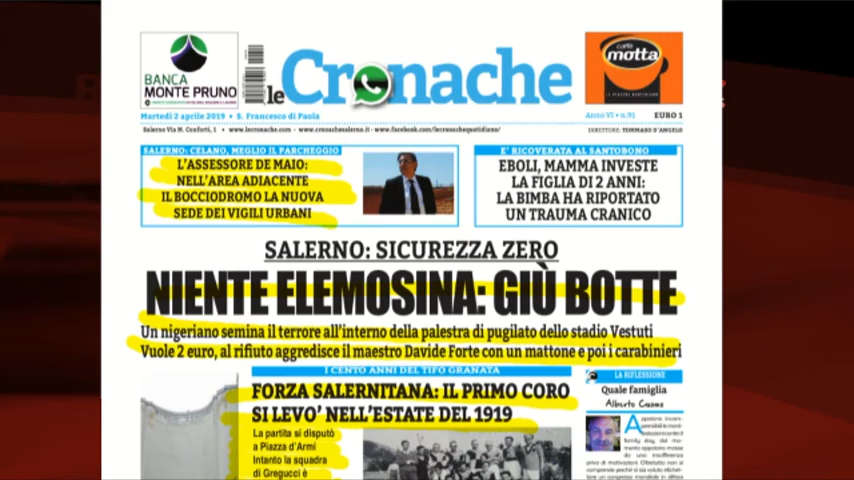 BANCA
MONTE PRUNO
le Cronache
carlo
motta
Martedì 2 aprile 2019 • S. Francesco di Paola
Anno VI • n.91
EURO 1
Salerno Via M. Conforti, 1 • www.lecronache.com - www.cronachesalerno.it - www.facebook.com/lecronachequotidiano/
DIRETTORE: TOMMASO D'ANGELO
SALERNO: CELANO, MEGLIO IL PARCHEGGIO
L'ASSESSORE DE MAIO:
NELL'AREA ADIACENTE
IL BOCCIODROMO LA NUOVA
SEDE DEI VIGILI URBANI
E' RICOVERATA AL SANTOBONO
EBOLI, MAMMA INVESTE
LA FIGLIA DI 2 ANNI:
LA BIMBA HA RIPORTATO
UN TRAUMA CRANICO
SALERNO: SICUREZZA ZERO
NIENTE ELEMOSINA: GIÙ BOTTE
Un nigeriano semina il terrore all'interno della palestra di pugilato dello stadio Vestuti
Vuole 2 euro, al rifiuto aggredisce il maestro Davide Forte con un mattone e poi i carabinieri
I CENTO ANNI DEL TIFO GRANATA
FORZA SALERNITANA: IL PRIMO CORO
SI LEVO' NELL'ESTATE DEL 1919
La partita si disputò
a Piazza d'Armi
Intanto la squadra
di Gregucci è
LA RIFLESSIONE
Quale famiglia
Alberto Cuomo